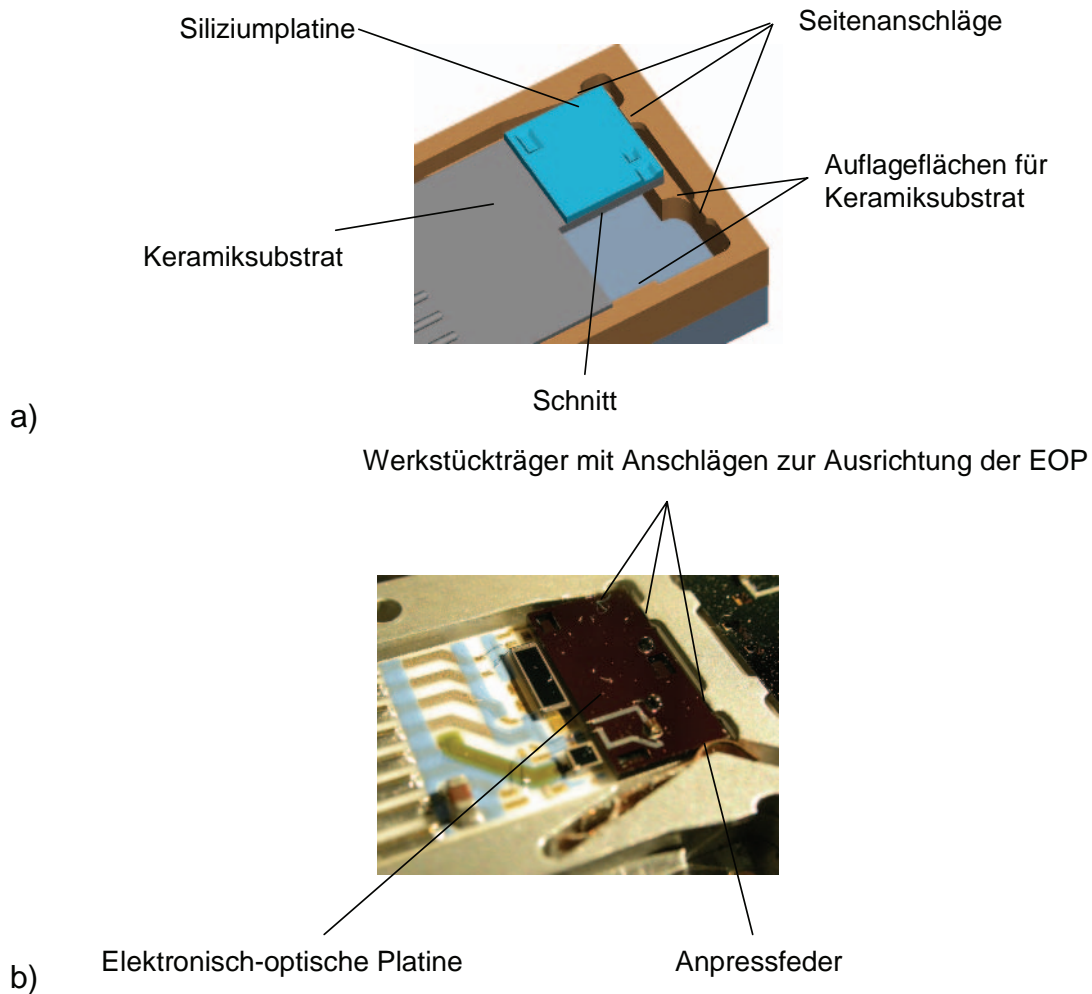 Siliziumplatine
Seitenanschläge
Auflageflächen für
Keramiksubstrat
Keramiksubstrat
Schnitt
a)
Werkstückträger mit Anschlägen zur Ausrichtung der EOP
Elektronisch-optische Platine
Anpressfeder
b)